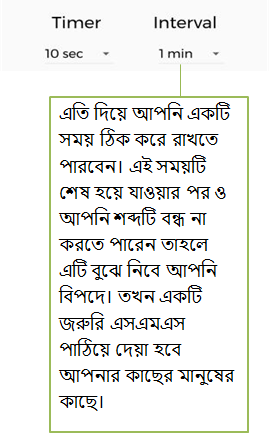 Timer Interval
10 sec 1 min
এতি দিয়ে আপনি একটি
সময় ঠিক করে রাখতে
পারবেন। এই সময়টি
শেষ হয়ে যাওয়ার পর ও
আপনি শব্দটি বন্ধ না
করতে পারেন তাহলে
এটি বুঝে নিবে আপনি
বিপদে। তখন একটি
জরুরি এসএমএস
পাঠিয়ে দেয়া হবে
আপনার কাছের মানুষের
কাছে।